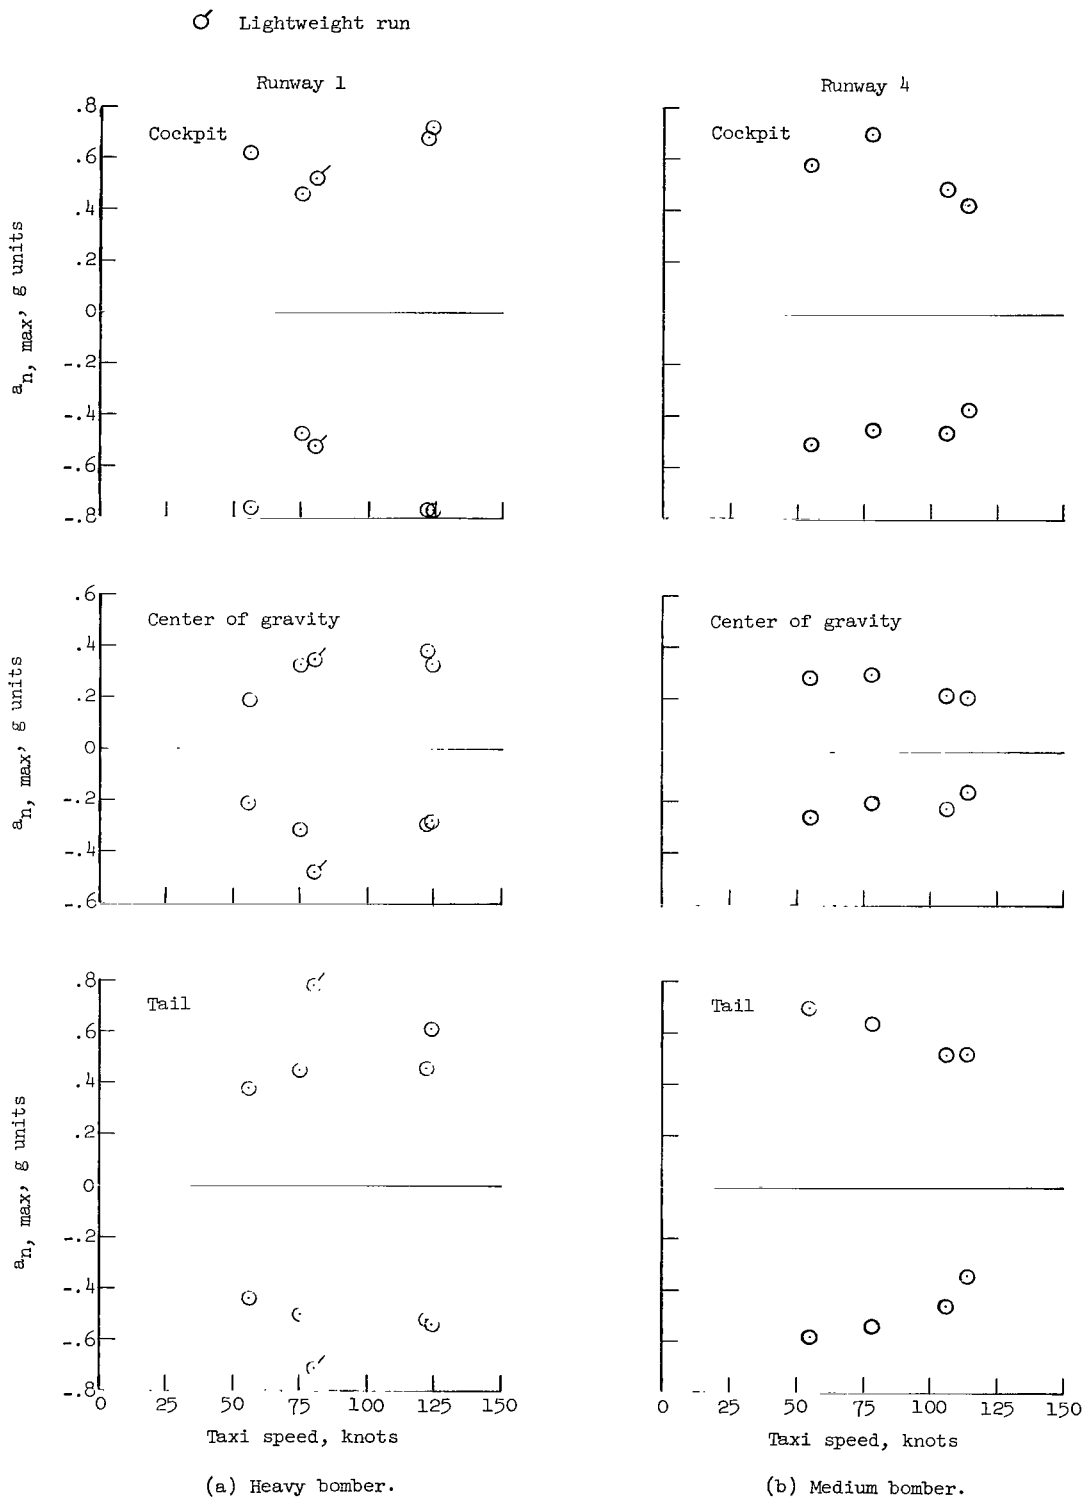 Lightweight run
Runway 1
Runway 4
Cockpit
Cockpit
.8
.6
.4
.2
0
-.2
-.4
-.6
-.8
an, max, g units
Center of gravity
Center of gravity
.6
.4
.2
0
-.2
-.4
-.6
an, max, g units
Tail
Tail
.8
.6
.4
.2
0
-.2
-.4
-.6
-.8
an, max, g units
0 25 50 75 100 125 150
0 25 50 75 100 125 150
Taxi speed, knots
Taxi speed, knots
(a) Heavy bomber.
(b) Medium bomber.